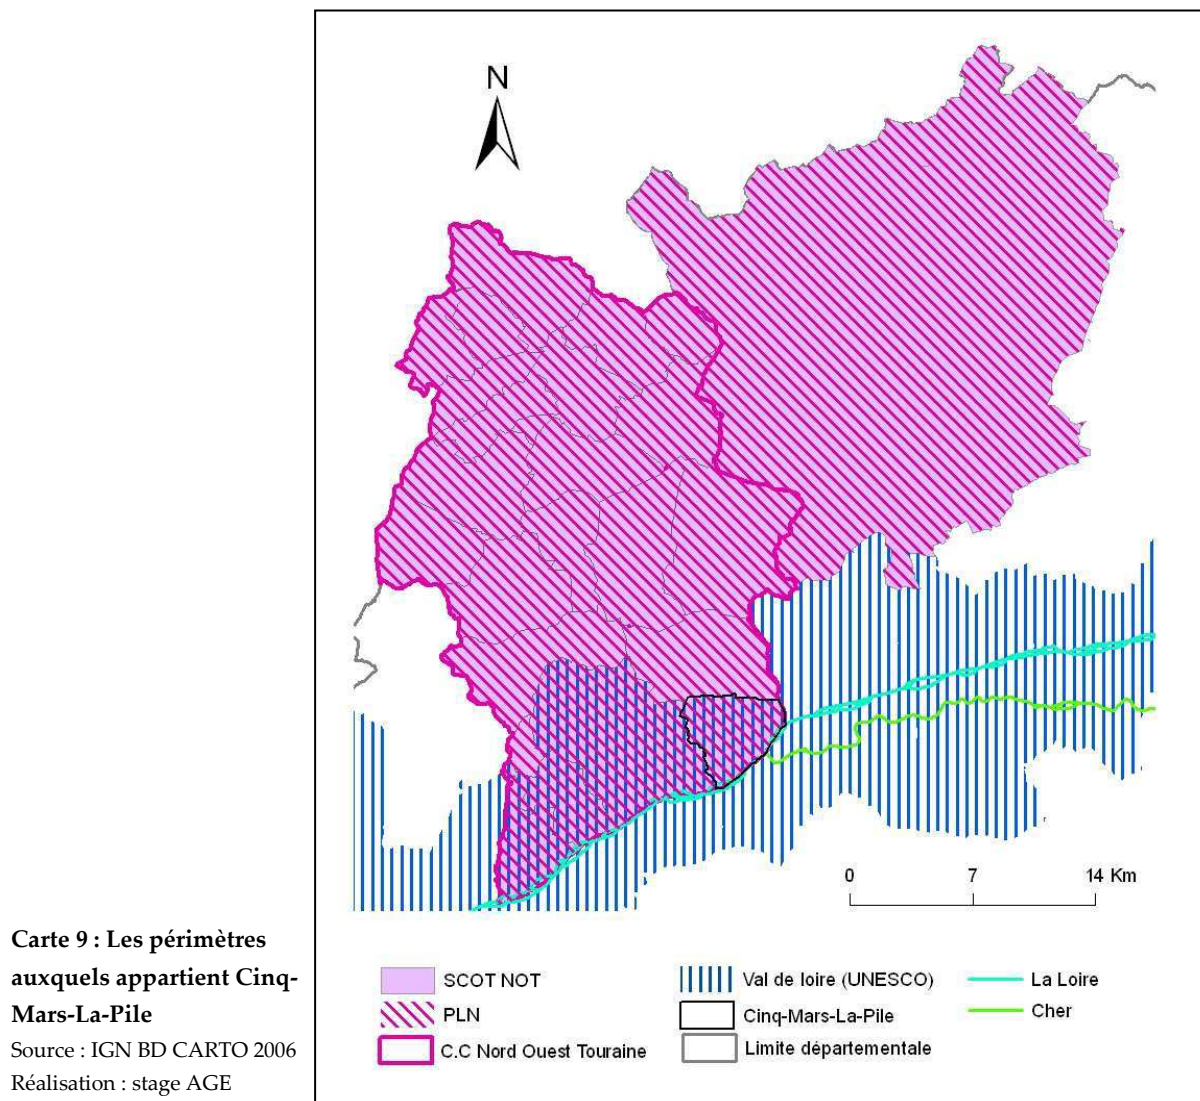 N
0 7 14 Km
Carte 9 : Les périmètres
auxquels appartient Cinq-
Mars-La-Pile
Source : IGN BD CARTO 2006
Réalisation : stage AGE
SCOT NOT
PLN
C.C Nord Ouest Touraine
Val de loire (UNESCO)
Cinq-Mars-La-Pile
Limite départementale
La Loire
Cher